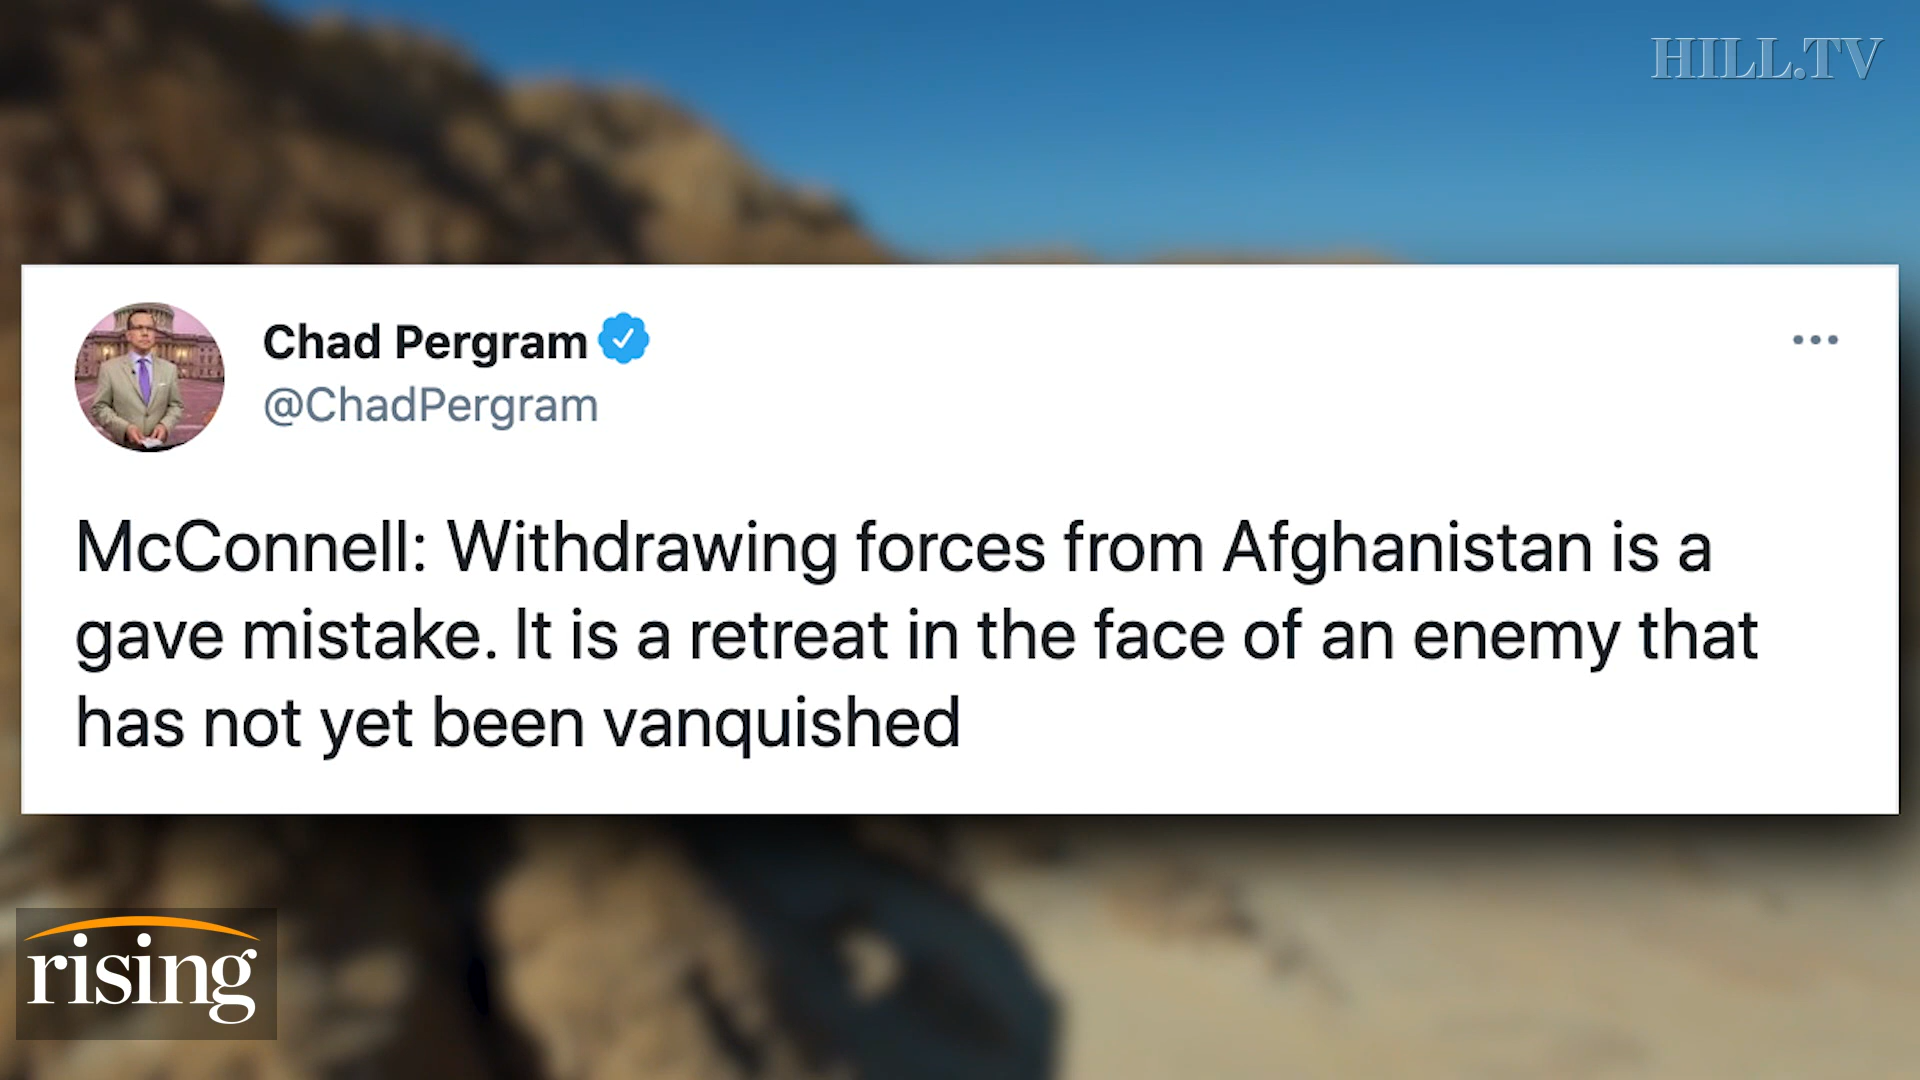 HILL.TV
Chad Pergram
@ChadPergram
McConnell: Withdrawing forces from Afghanistan is a
gave mistake. It is a retreat in the face of an enemy that
has not yet been vanquished
rising